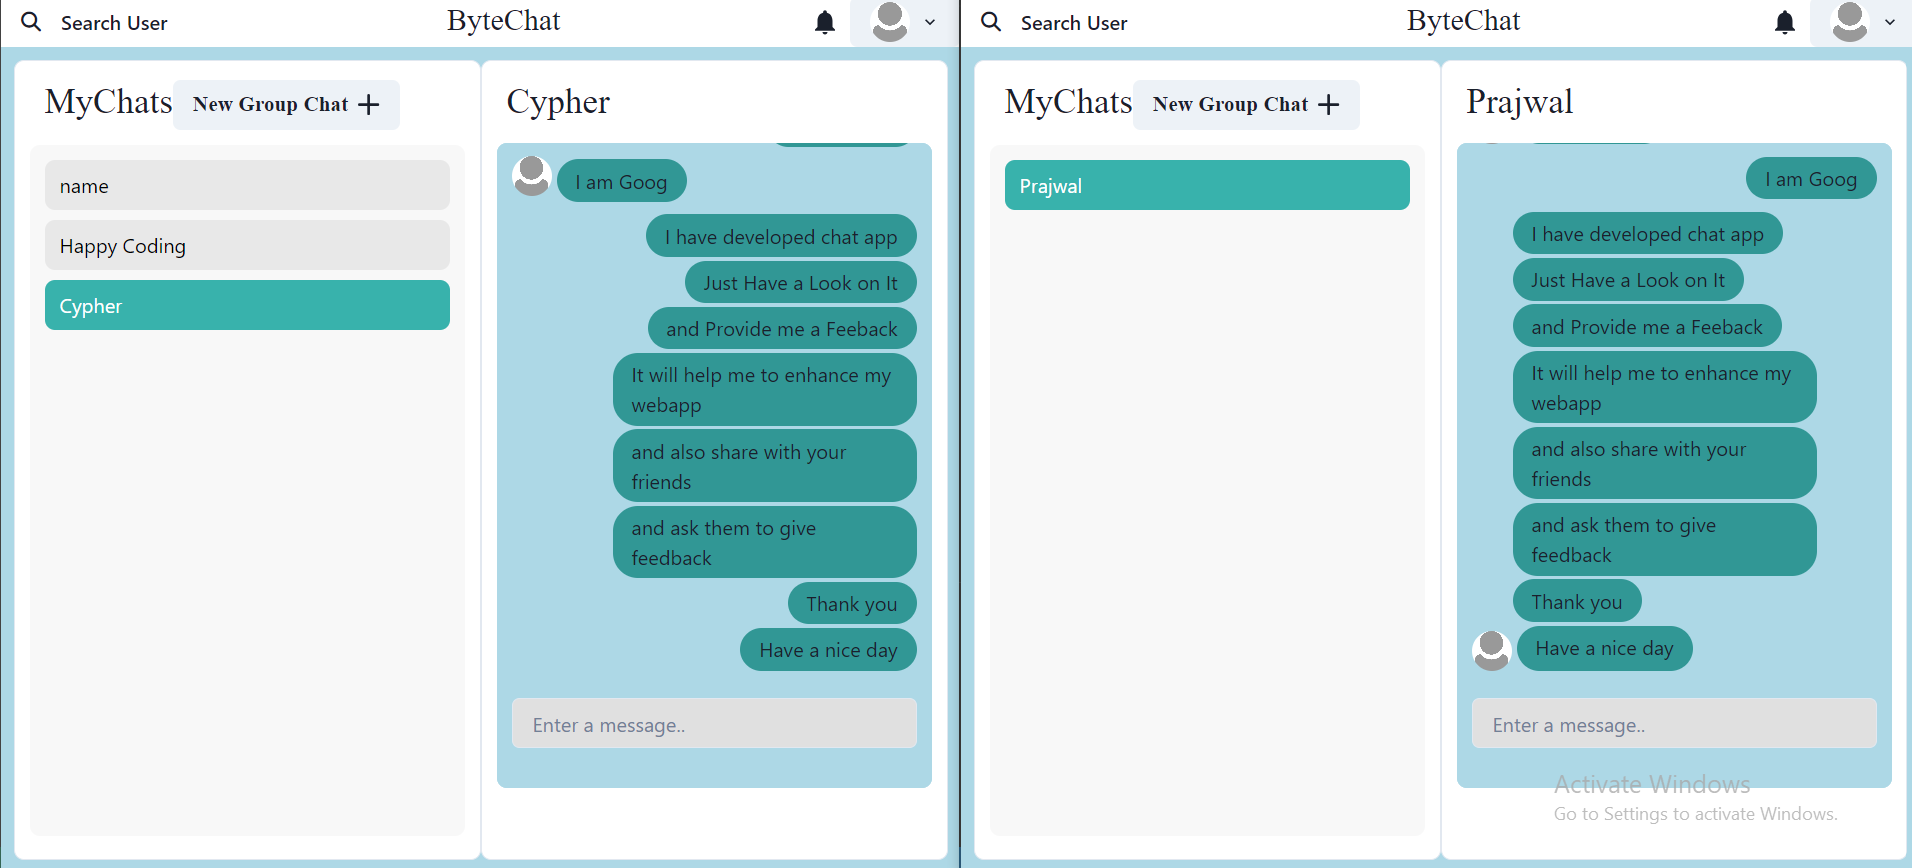 Search User
ByteChat
MyChats
New Group Chat
name
Happy Coding
Cypher
Cypher
I am Goog
I have developed chat app
Just Have a Look on It
and Provide me a Feeback
It will help me to enhance my
webapp
and also share with your
friends
and ask them to give
feedback
Thank you
Have a nice day
Enter a message..
Search User
ByteChat
MyChats
New Group Chat
Prajwal
Prajwal
I am Goog
I have developed chat app
Just Have a Look on It
and Provide me a Feeback
It will help me to enhance my
webapp
and also share with your
friends
and ask them to give
feedback
Thank you
Have a nice day
Enter a message..
Activate Windows
Go to Settings to activate Windows.